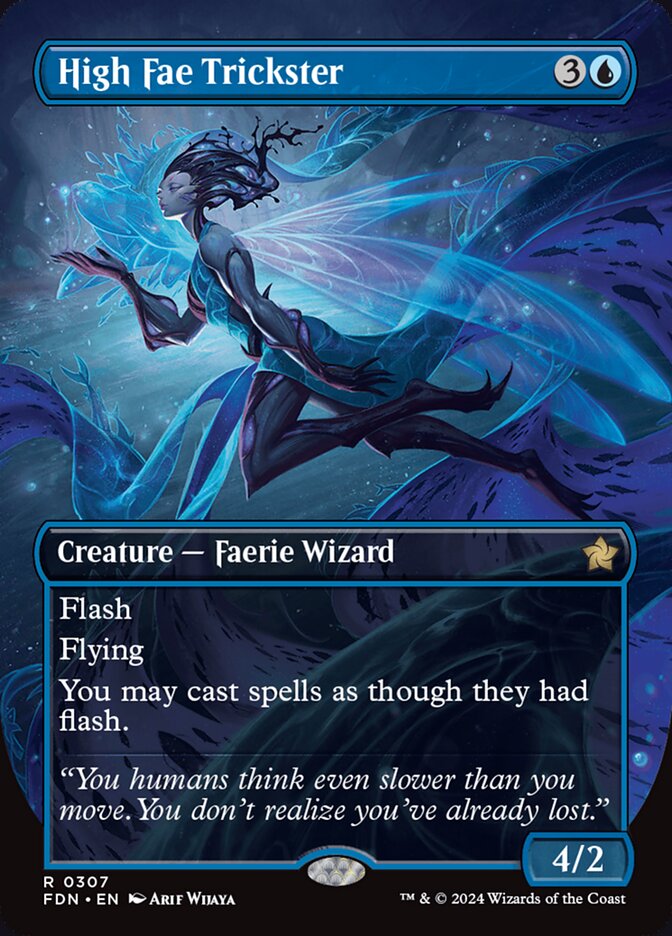 High Fae Trickster 3
Creature — Faerie Wizard
Flash
Flying
You may cast spells as though they had
flash.
“You humans think even slower than you
move. You don’t realize you’ve already lost.”
4/2
R 0307
FDN • EN Arif Wijaya
™ & © 2024 Wizards of the Coast